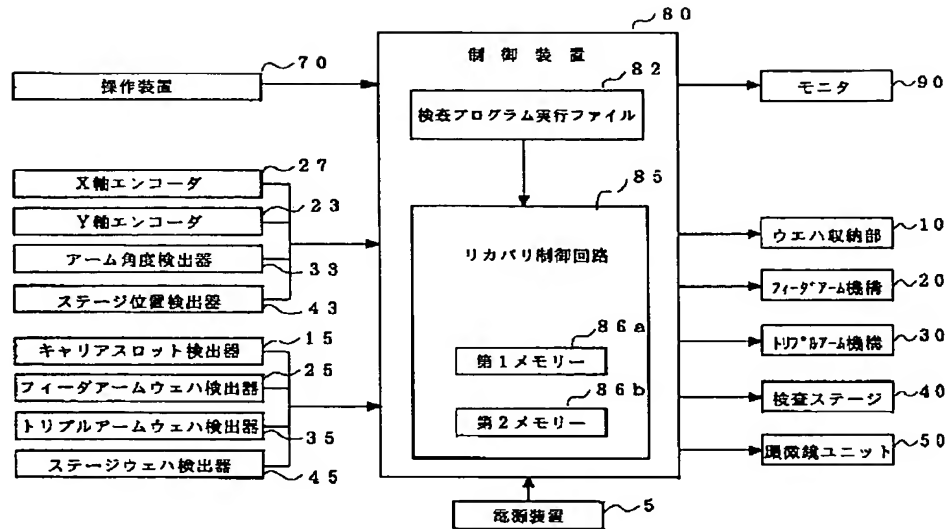 ８０
制 御 装 置
７０
操作装置
８２
検査プログラム実行ファイル
モニタ
９０
２７
X軸エンコーダ
２３
Y軸エンコーダ
アーム角度検出器
３３
ステージ位置検出器
４３
８５
リカバリ制御回路
ウエハ収納部
１０
フィーダアーム機構
２０
トリプルアーム機構
３０
検査ステージ
４０
顕微鏡ユニット
５０
１５
キャリアスロット検出器
２５
フィーダアームウェハ検出器
トリプルアームウェハ検出器
３５
ステージウェハ検出器
４５
８６a
第１メモリー
８６b
第２メモリー
電源装置
５